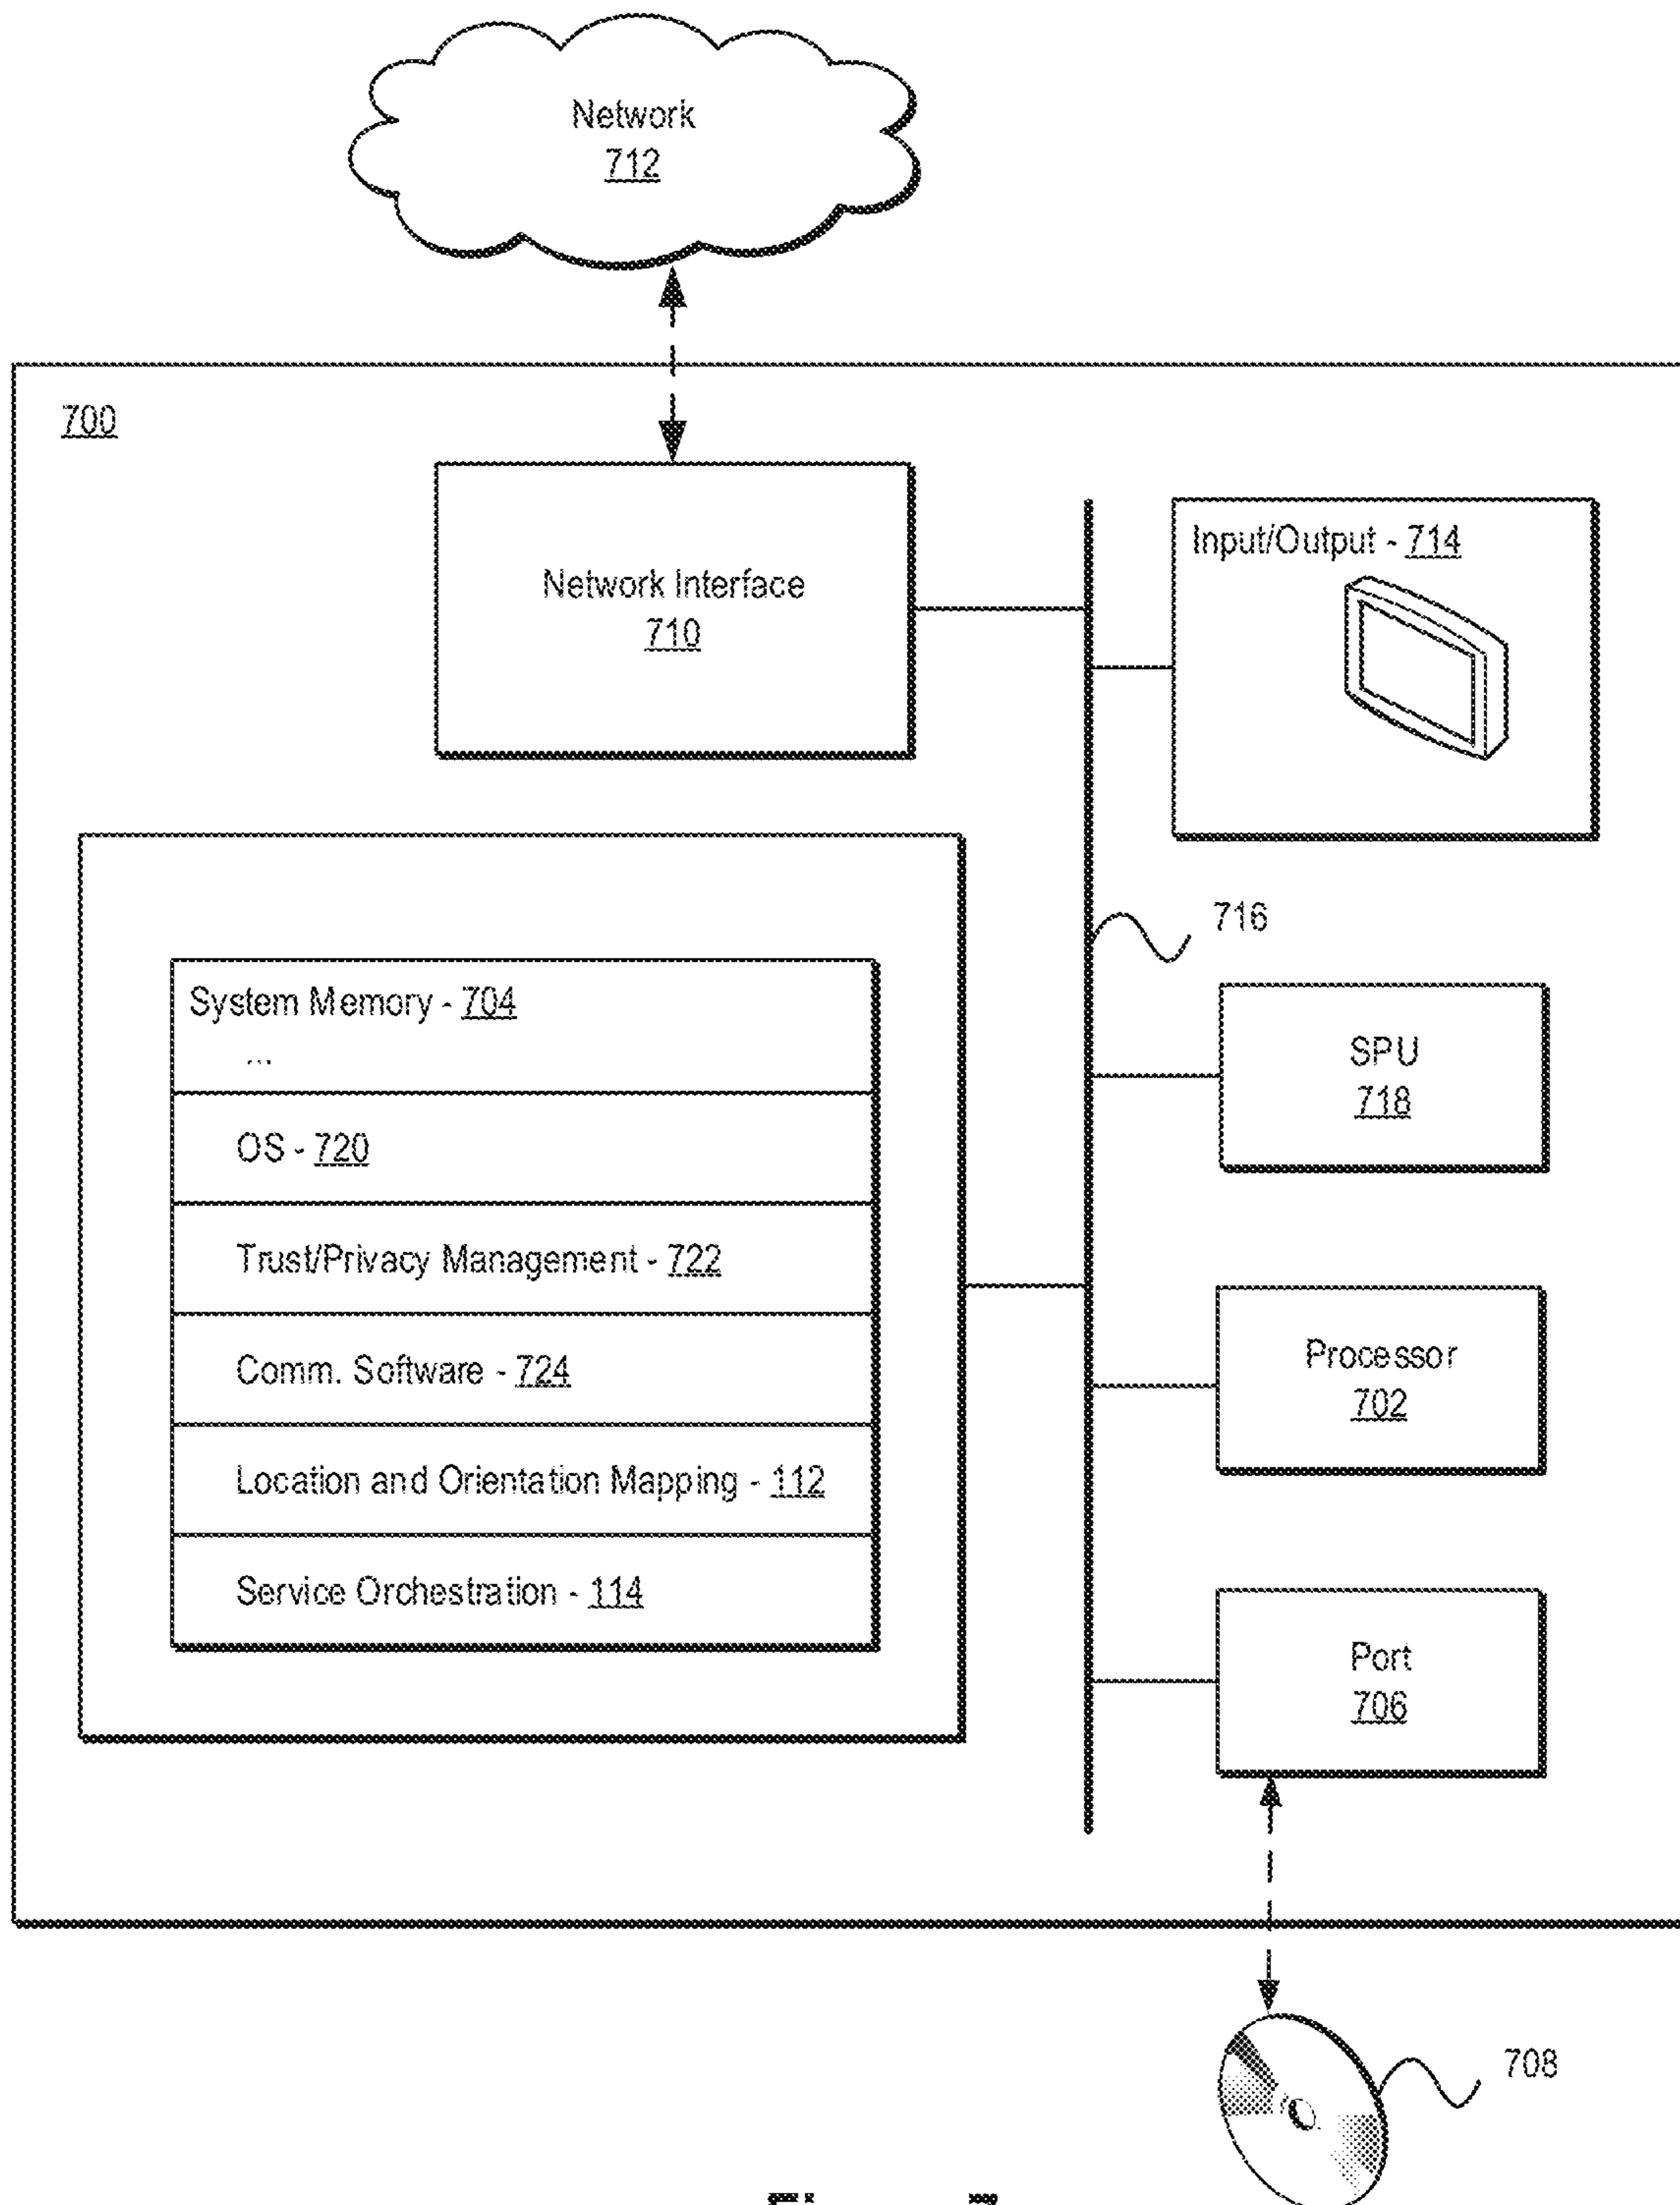 Network
712
700
Network Interface
710
Input/Output - 714
716
System Memory - 704
...
OS - 720
Trust/Privacy Management - 722
Comm. Software - 724
Location and Orientation Mapping - 112
Service Orchestration - 114
SPU
718
Processor
702
Port
706
708